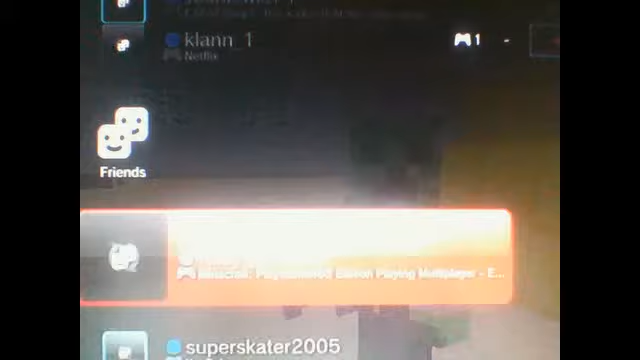 klann_1
Netflix
1 -
Friends
Minecraft: PlayStation®3 Edition Playing Multiplayer - E...
superskater2005